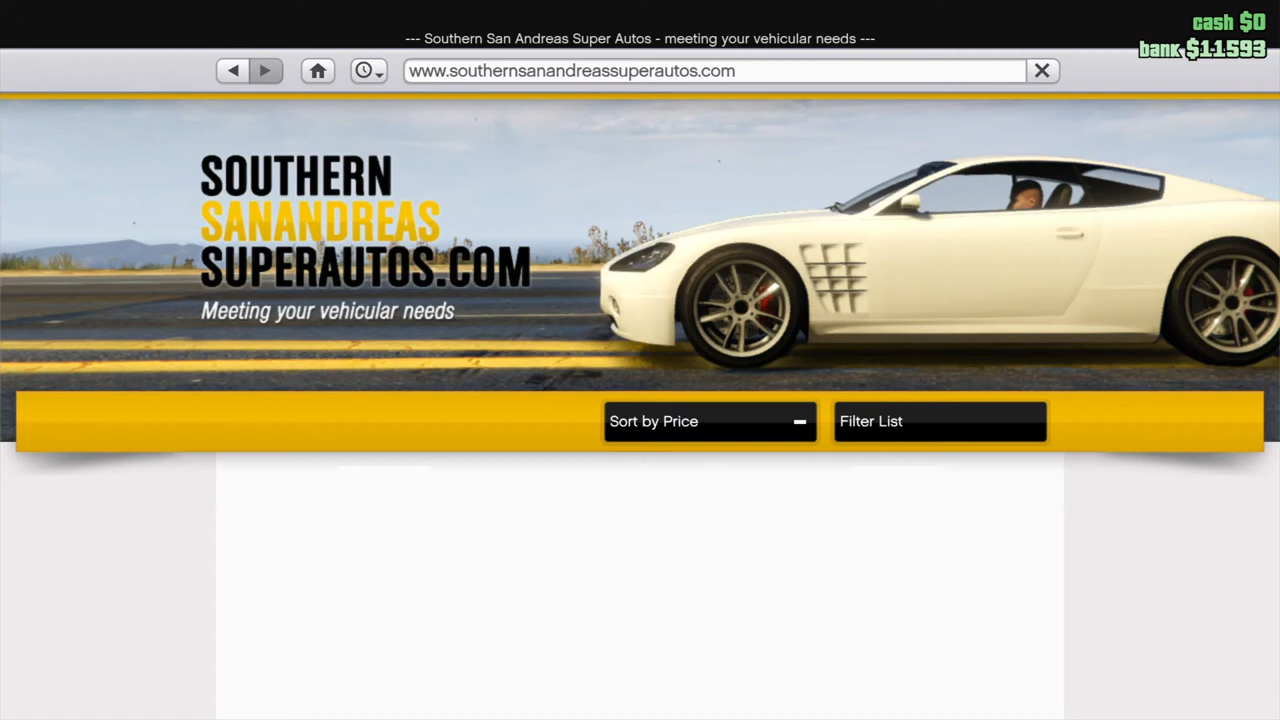 cash $0
--- Southern San Andreas Super Autos - meeting your vehicular needs ---
bank $11593
www.southernsanandreassuperautos.com
SOUTHERN
SANANDREAS
SUPERAUTOS.COM
Meeting your vehicular needs
Sort by Price
Filter List